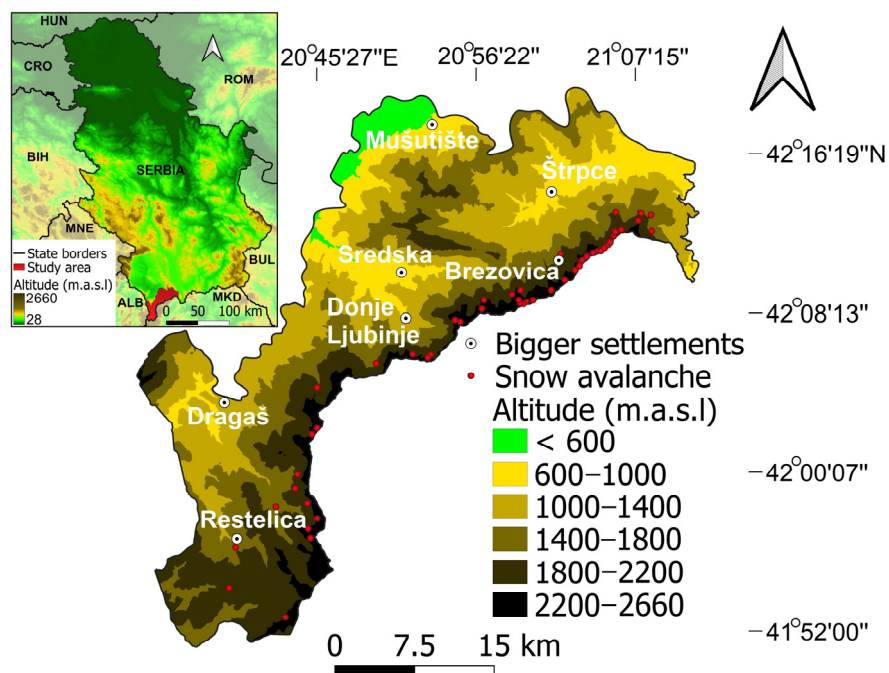 HUN
CRO
ROM
BIH
SERBIA
MNE
BUL
ALB
MKD
State borders
Study area
Altitude (m.a.s.l)
2660
28
0 50 100 km
20°45'27"E 20°56'22" 21°07'15"
42°16'19"N
42°08'13"
42°00'07"
41°52'00"
Mušutište
Štrpce
Sredska
Brezovica
Donje
Ljubinje
Dragaš
Restelica
Bigger settlements
Snow avalanche
Altitude (m.a.s.l)
< 600
600–1000
1000–1400
1400–1800
1800–2200
2200–2660
0 7.5 15 km